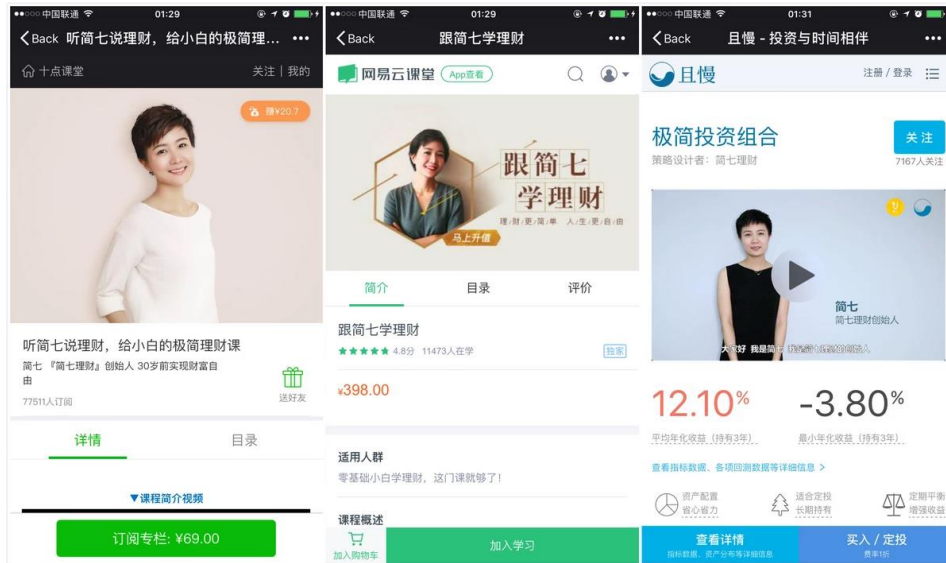 中国联通
01:29
Back
听简七说理财，给小白的极简理...
十点课堂
关注 | 我的
赚¥20.7
听简七说理财，给小白的极简理财课
简七 『简七理财』创始人 30岁前实现财富自
由
77511人订阅
送好友
详情
目录
▼课程简介视频
订阅专栏: ¥69.00
中国联通
01:29
Back
跟简七学理财
网易云课堂
App查看
跟简七
学理财
理/财/更/简/单 人/生/更/自/由
马上升值
简介
目录
评价
跟简七学理财
4.8分 11473人在学
独家
¥398.00
适用人群
零基础小白学理财，这门课就够了！
课程概述
加入购物车
加入学习
中国联通
01:31
Back
且慢 - 投资与时间相伴
且慢
注册 / 登录
极简投资组合
关注
策略设计者：简七理财
7167人关注
简七
简七理财创始人
大家好 我是简七 我是简七理财的创始人
12.10%
-3.80%
平均年化收益（持有3年）
最小年化收益（持有3年）
查看指标数据、各项回测数据等详细信息 >
资产配置
省心省力
适合定投
长期持有
定期平衡
增强收益
查看详情
指标数据、资产分布等详细信息
买入 / 定投
费率1折